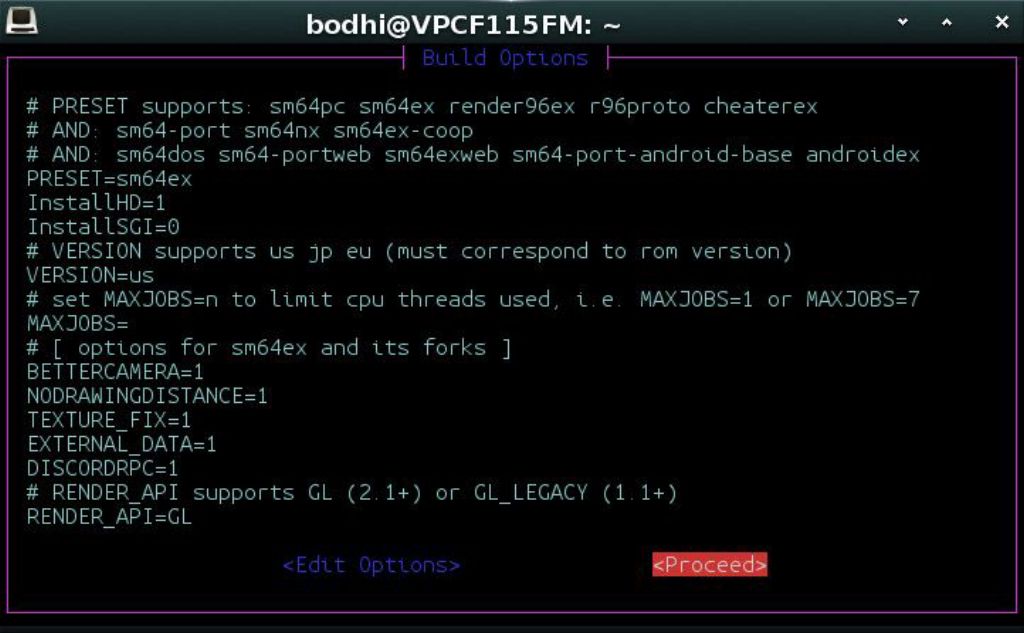 bodhi@VPCF115FM: ~
Build Options
# PRESET supports: sm64pc sm64ex render96ex r96proto cheaterex
# AND: sm64-port sm64nx sm64ex-coop
# AND: sm64dos sm64-portweb sm64exweb sm64-port-android-base androidex
PRESET=sm64ex
InstallHD=1
InstallSGI=0
# VERSION supports us jp eu (must correspond to rom version)
VERSION=us
# set MAXJOBS=n to limit cpu threads used, i.e. MAXJOBS=1 or MAXJOBS=7
MAXJOBS=
# [ options for sm64ex and its forks ]
BETTERCAMERA=1
NODRAWINGDISTANCE=1
TEXTURE_FIX=1
EXTERNAL_DATA=1
DISCORDRPC=1
# RENDER_API supports GL (2.1+) or GL_LEGACY (1.1+)
RENDER_API=GL
<Edit Options> <Proceed>